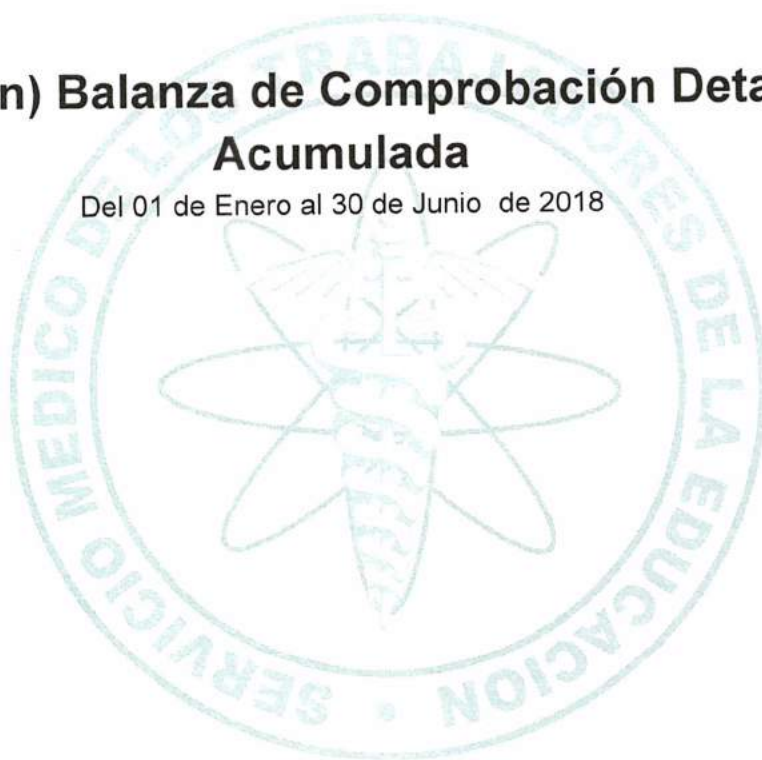 n) Balanza de Comprobación Deta
Acumulada
Del 01 de Enero al 30 de Junio de 2018
SERVICIO MEDICO DE LOS TRABAJADORES DE LA EDUCACION